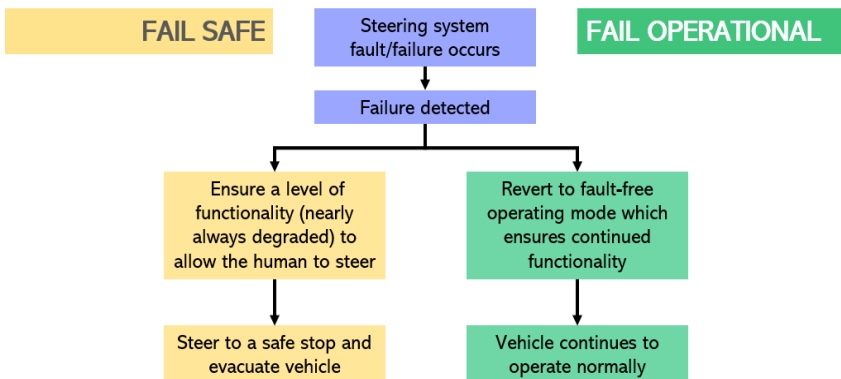 FAIL SAFE
Steering system
fault/failure occurs
FAIL OPERATIONAL
Failure detected
Ensure a level of
functionality (nearly
always degraded) to
allow the human to steer
Revert to fault-free
operating mode which
ensures continued
functionality
Steer to a safe stop and
evacuate vehicle
Vehicle continues to
operate normally